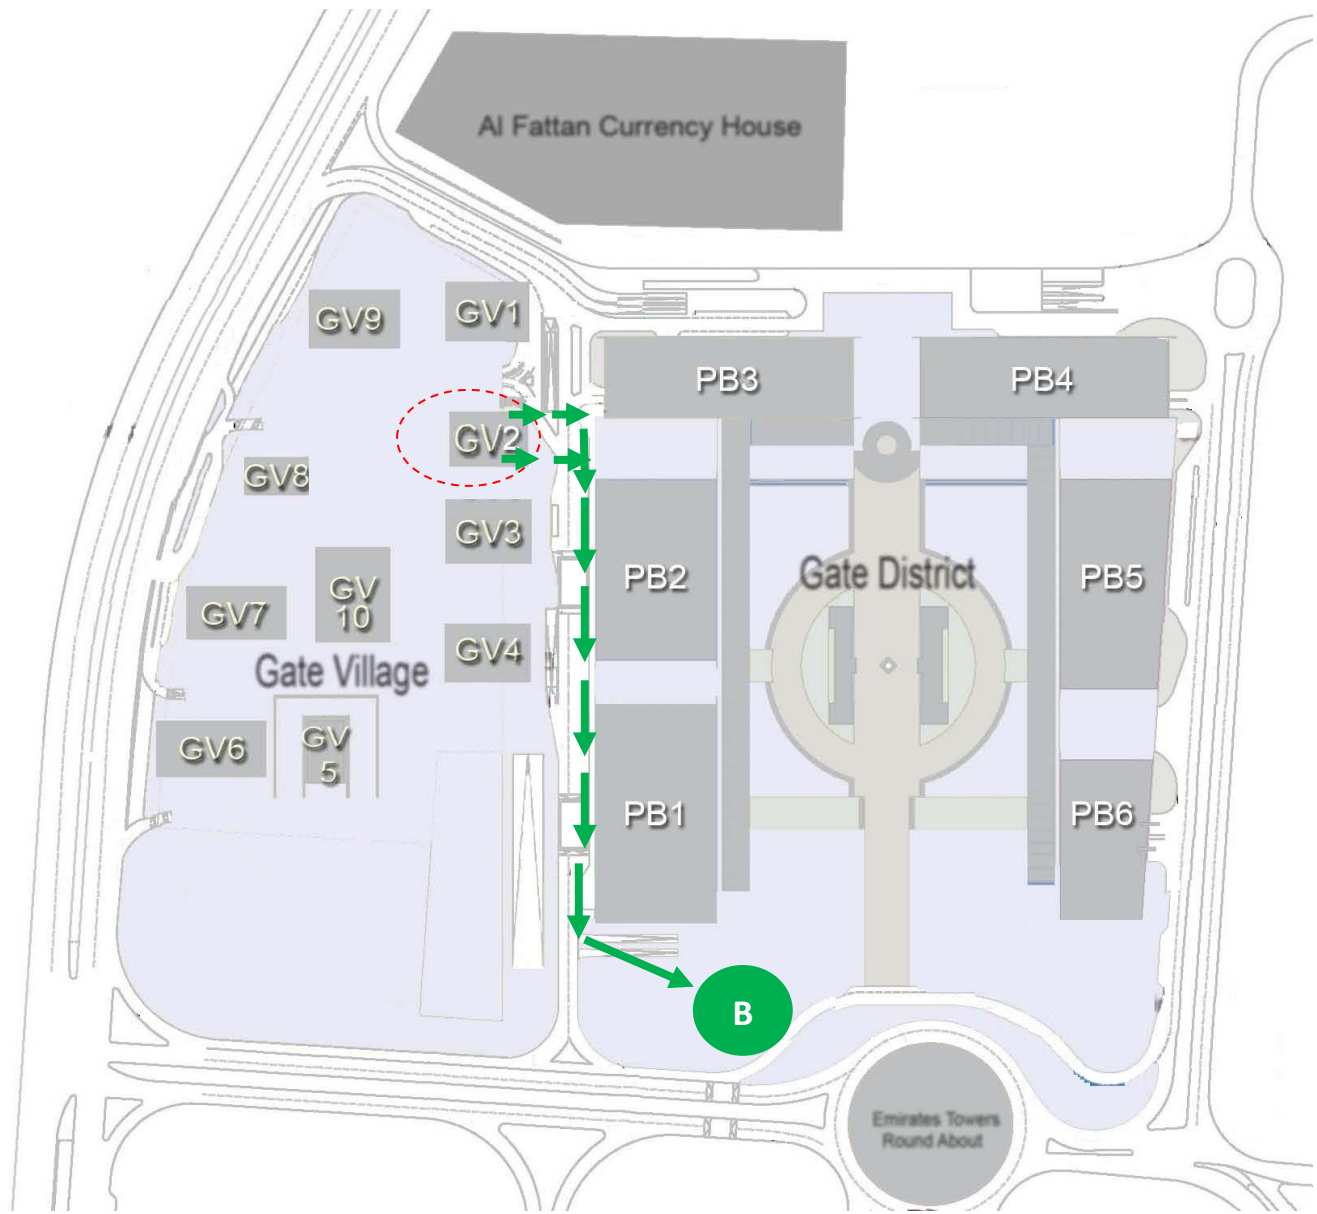 Al Fattan Currency House
GV9
GV1
PB3
PB4
GV2
GV8
GV3
PB2
Gate District
PB5
GV
10
GV7
GV4
Gate Village
GV6
GV
5
PB1
PB6
B
Emirates Towers
Round About